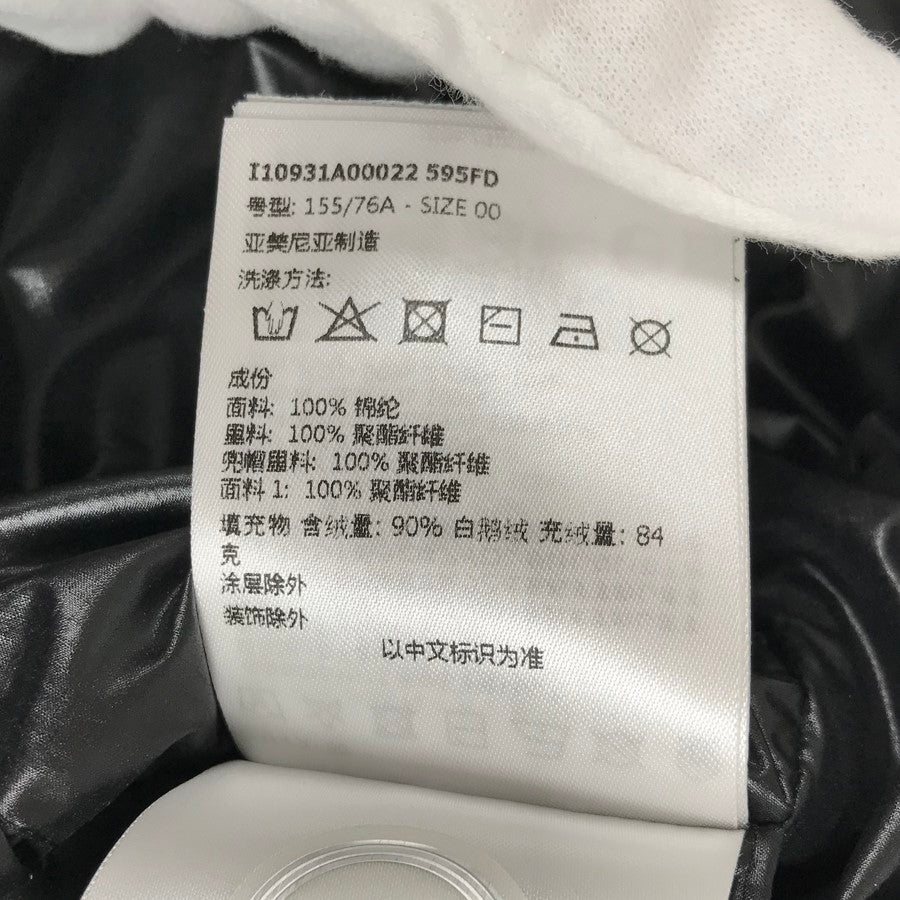 I10931A00022 595FD
号型: 155/76A - SIZE 00
亚美尼亚制造
洗涤方法:
成份
面料: 100% 锦纶
里料: 100% 聚酯纤维
兜帽里料: 100% 聚酯纤维
面料 1: 100% 聚酯纤维
填充物 含绒量: 90% 白鹅绒 充绒量: 84
克
涂层除外
装饰除外
以中文标识为准